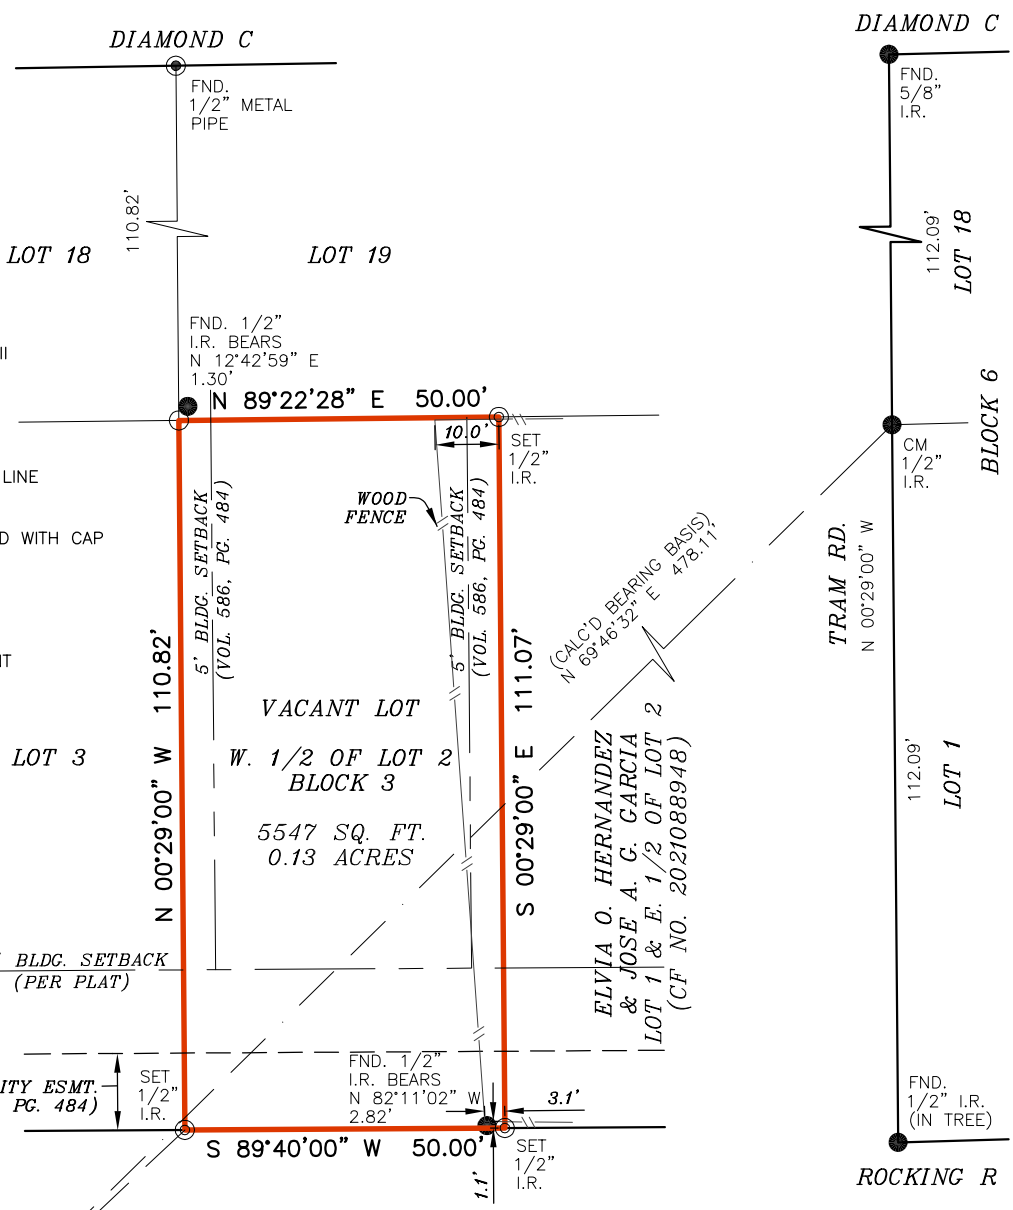 DIAMOND C
DIAMOND C
FND.
1/2" METAL
PIPE
FND.
5/8"
I.R.
110.82'
112.09'
LOT 18
LOT 18
LOT 19
FND. 1/2"
I.R. BEARS
N 12°42'59" E
1.30'
N 89°22'28" E 50.00'
BLOCK 6
10.0'
SET
1/2"
I.R.
CM
1/2"
I.R.
LINE
WOOD
FENCE
D WITH CAP
5' BLDG. SETBACK
(VOL. 586, PG. 484)
5' BLDG. SETBACK
(VOL. 586, PG. 484)
(CALC'D BEARING BASIS)
N 69°46'32" E 478.11'
TRAM RD.
N 00°29'00" W
N 00°29'00" W 110.82'
S 00°29'00" E 111.07'
VACANT LOT
LOT 3
W. 1/2 OF LOT 2
BLOCK 3
5547 SQ. FT.
0.13 ACRES
112.09'
LOT 1
ELVIA O. HERNANDEZ
& JOSE A. G. GARCIA
LOT 1 & E. 1/2 OF LOT 2
(CF NO. 2021088948)
BLDG. SETBACK
(PER PLAT)
ITY ESMT.
PG. 484)
SET
1/2"
I.R.
FND. 1/2"
I.R. BEARS
N 82°11'02" W
2.82'
3.1'
FND.
1/2" I.R.
(IN TREE)
S 89°40'00" W 50.00'
SET
1/2"
I.R.
1.1'
ROCKING R